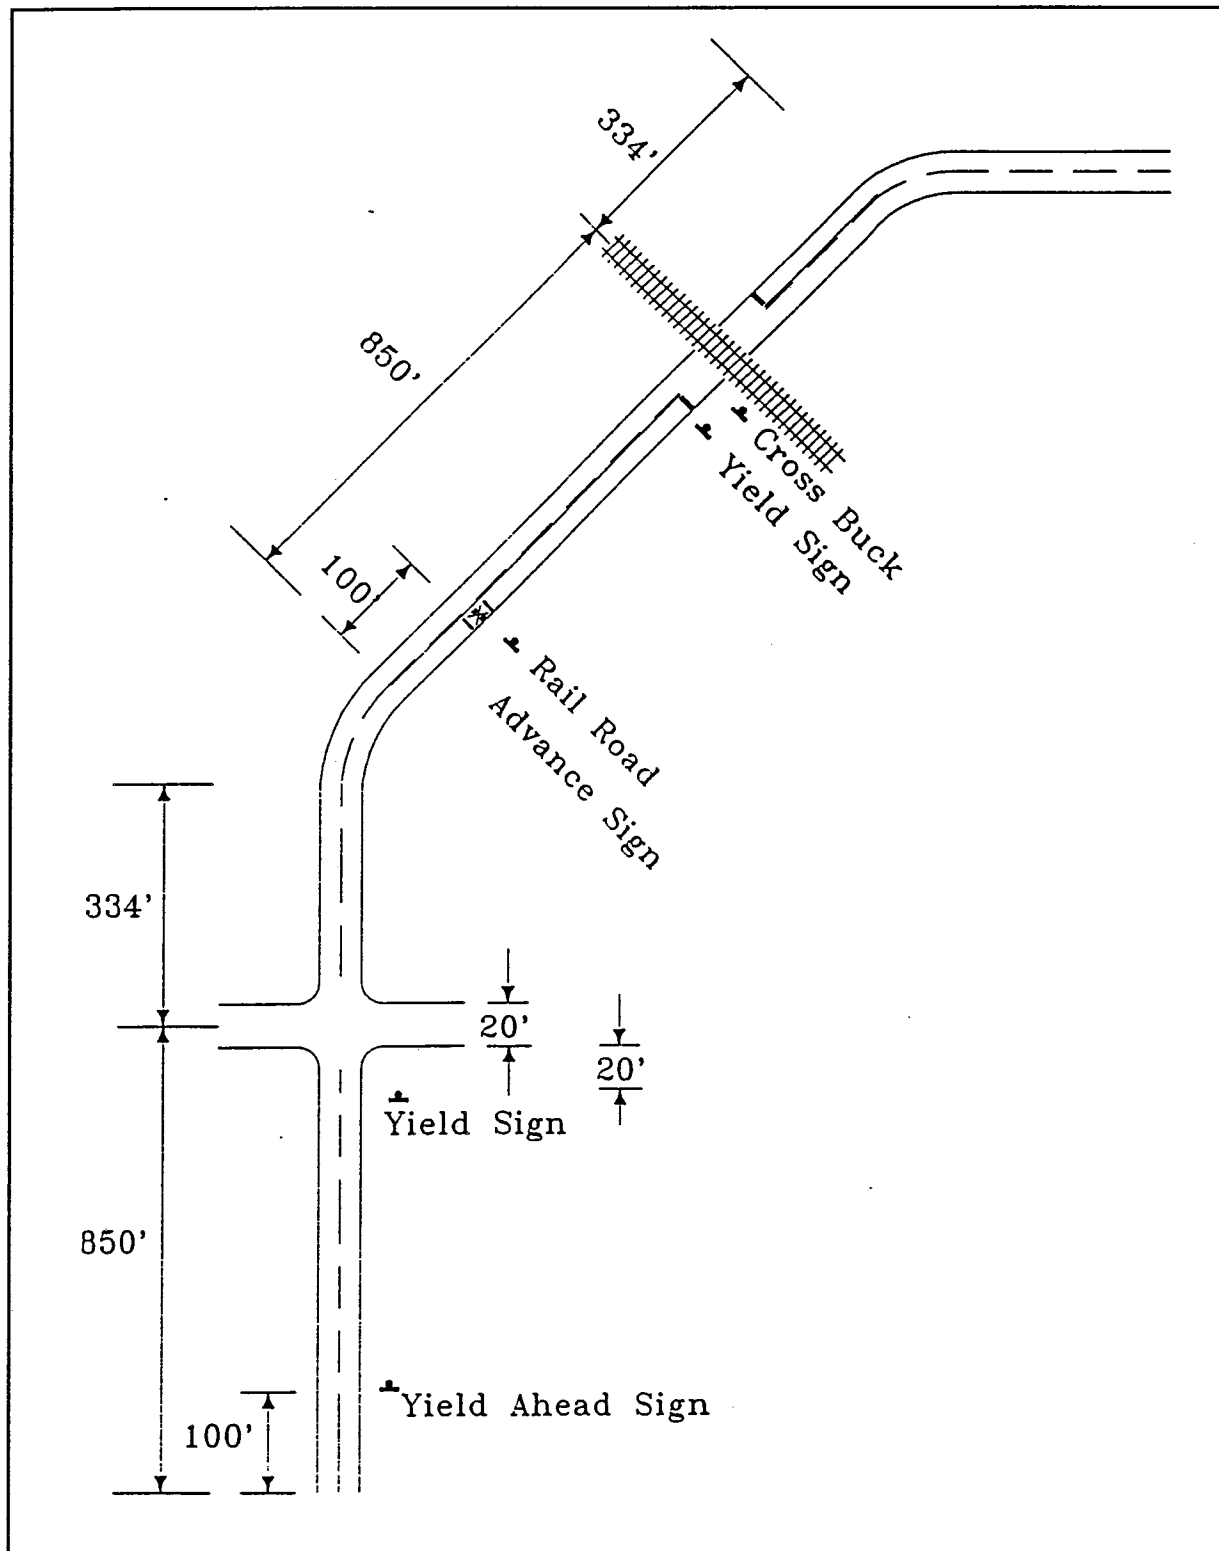 334'
850'
Cross Buck
Yield Sign
100'
Rail Road
Advance Sign
334'
20'
20'
Yield Sign
850'
Yield Ahead Sign
100'